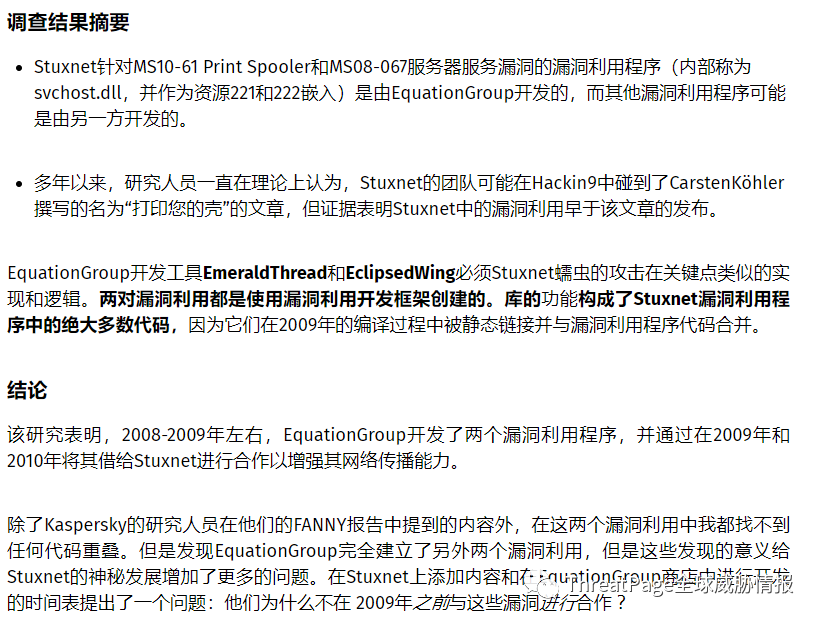 调查结果摘要
Stuxnet针对MS10-61 Print Spooler和MS08-067服务器服务漏洞的漏洞利用程序（内部称为
svchost.dll，并作为资源221和222嵌入）是由EquationGroup开发的，而其他漏洞利用程序可能
是由另一方开发的。
多年以来，研究人员一直在理论上认为，Stuxnet的团队可能在Hackin9中碰到了CarstenKöhler
撰写的名为“打印您的壳”的文章，但证据表明Stuxnet中的漏洞利用早于该文章的发布。
EquationGroup开发工具EmeraldThread和EclipsedWing必须Stuxnet蠕虫的攻击在关键点类似的实
现和逻辑。两对漏洞利用都是使用漏洞利用开发框架创建的。库的功能构成了Stuxnet漏洞利用程
序中的绝大多数代码，因为它们在2009年的编译过程中被静态链接并与漏洞利用程序代码合并。
结论
该研究表明，2008-2009年左右，EquationGroup开发了两个漏洞利用程序，并通过在2009年和
2010年将其借给Stuxnet进行合作以增强其网络传播能力。
除了Kaspersky的研究人员在他们的FANNY报告中提到的内容外，在这两个漏洞利用中我都找不到
任何代码重叠。但是发现EquationGroup完全建立了另外两个漏洞利用，但是这些发现的意义给
Stuxnet的神秘发展增加了更多的问题。在Stuxnet上添加内容和在EquationGroup商店中进行开发
的时间表提出了一个问题：他们为什么不在 2009年之前与这些漏洞进行合作？
ThreatPage全球威胁情报